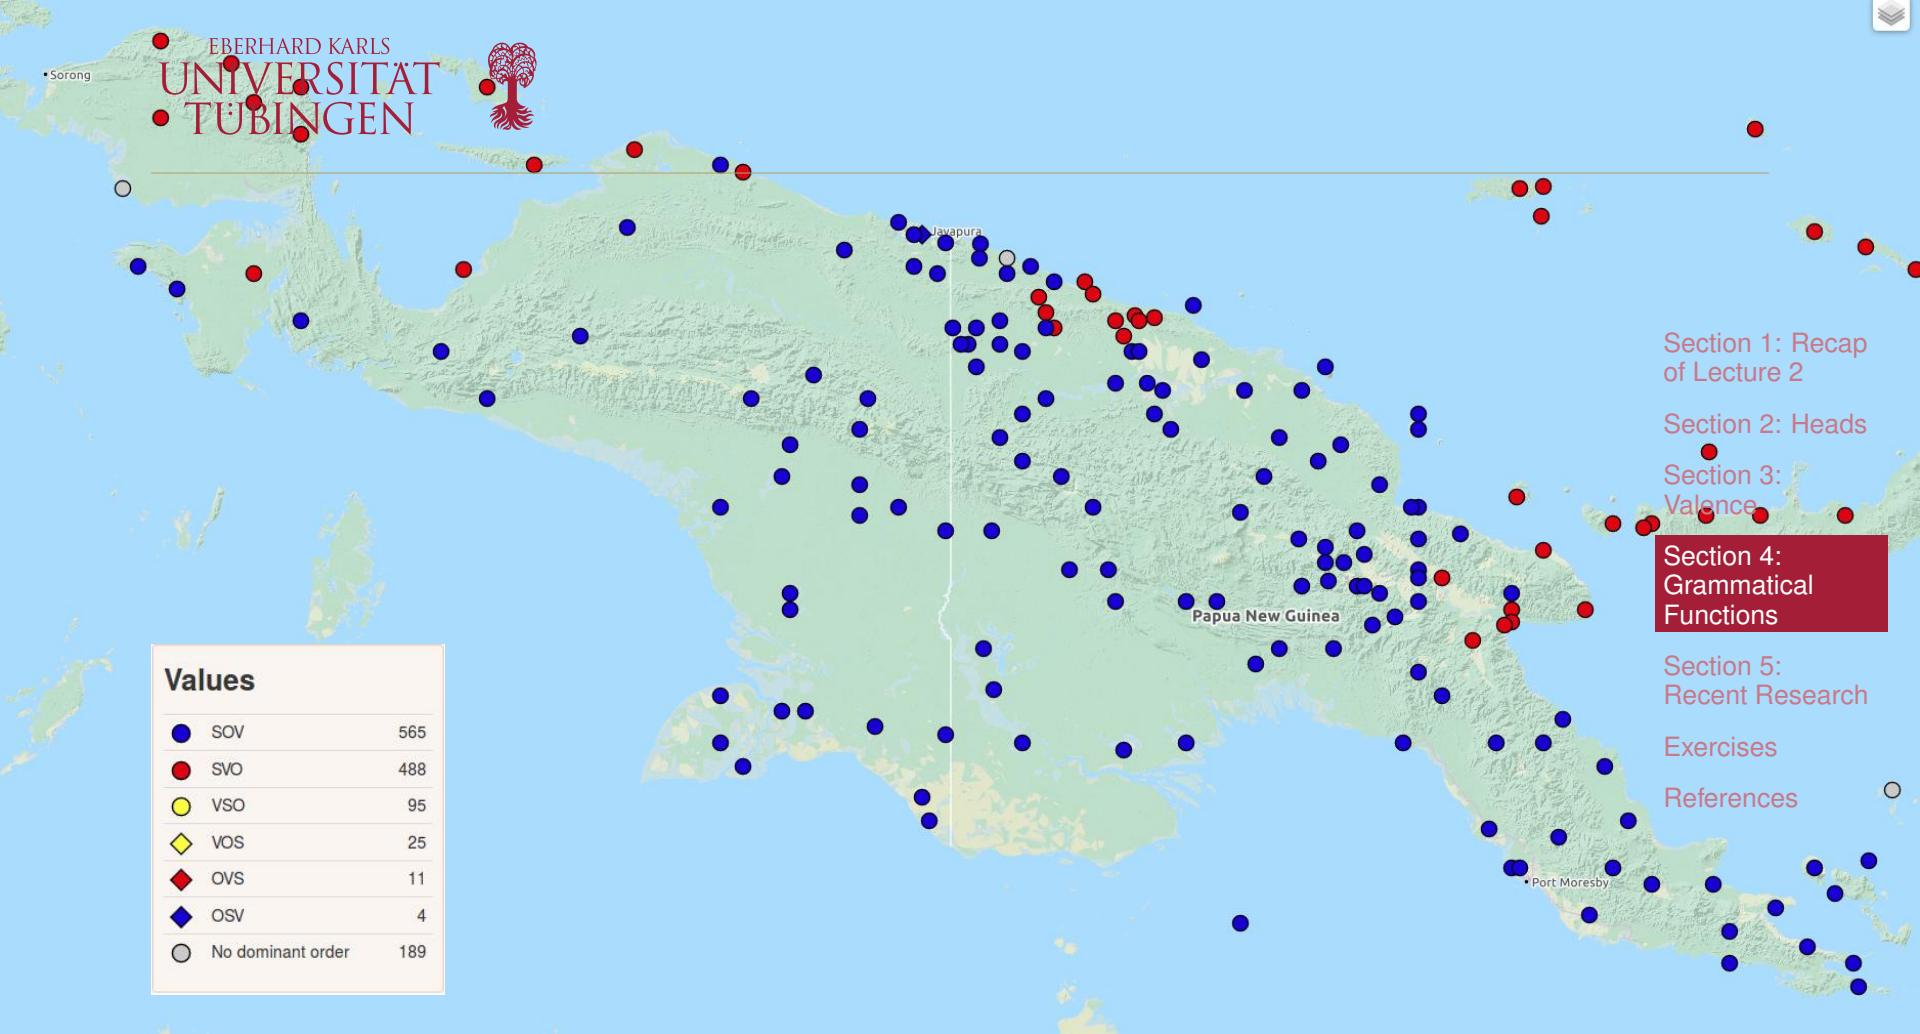 EBERHARD KARLS
UNIVERSITÄT
TÜBINGEN
Sorong
Jayapura
Section 1: Recap
of Lecture 2
Section 2: Heads
Section 3:
Valence
Section 4:
Grammatical
Functions
Section 5:
Recent Research
Exercises
References
Papua New Guinea
Port Moresby
Values
SOV 565
SVO 488
VSO 95
VOS 25
OVS 11
OSV 4
No dominant order 189